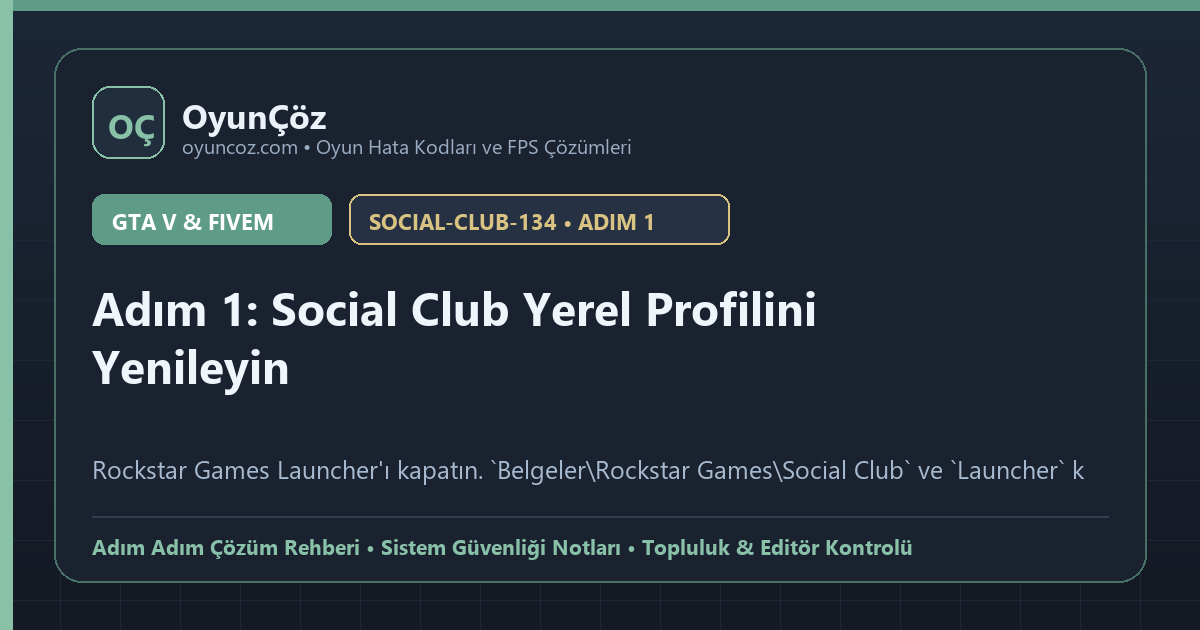 OÇ
OyunÇöz
oyuncoz.com • Oyun Hata Kodları ve FPS Çözümleri
GTA V & FIVEM
SOCIAL-CLUB-134 • ADIM 1
Adım 1: Social Club Yerel Profilini
Yenileyin
Rockstar Games Launcher'ı kapatın. `Belgeler\Rockstar Games\Social Club` ve `Launcher` k
Adım Adım Çözüm Rehberi • Sistem Güvenliği Notları • Topluluk & Editör Kontrolü